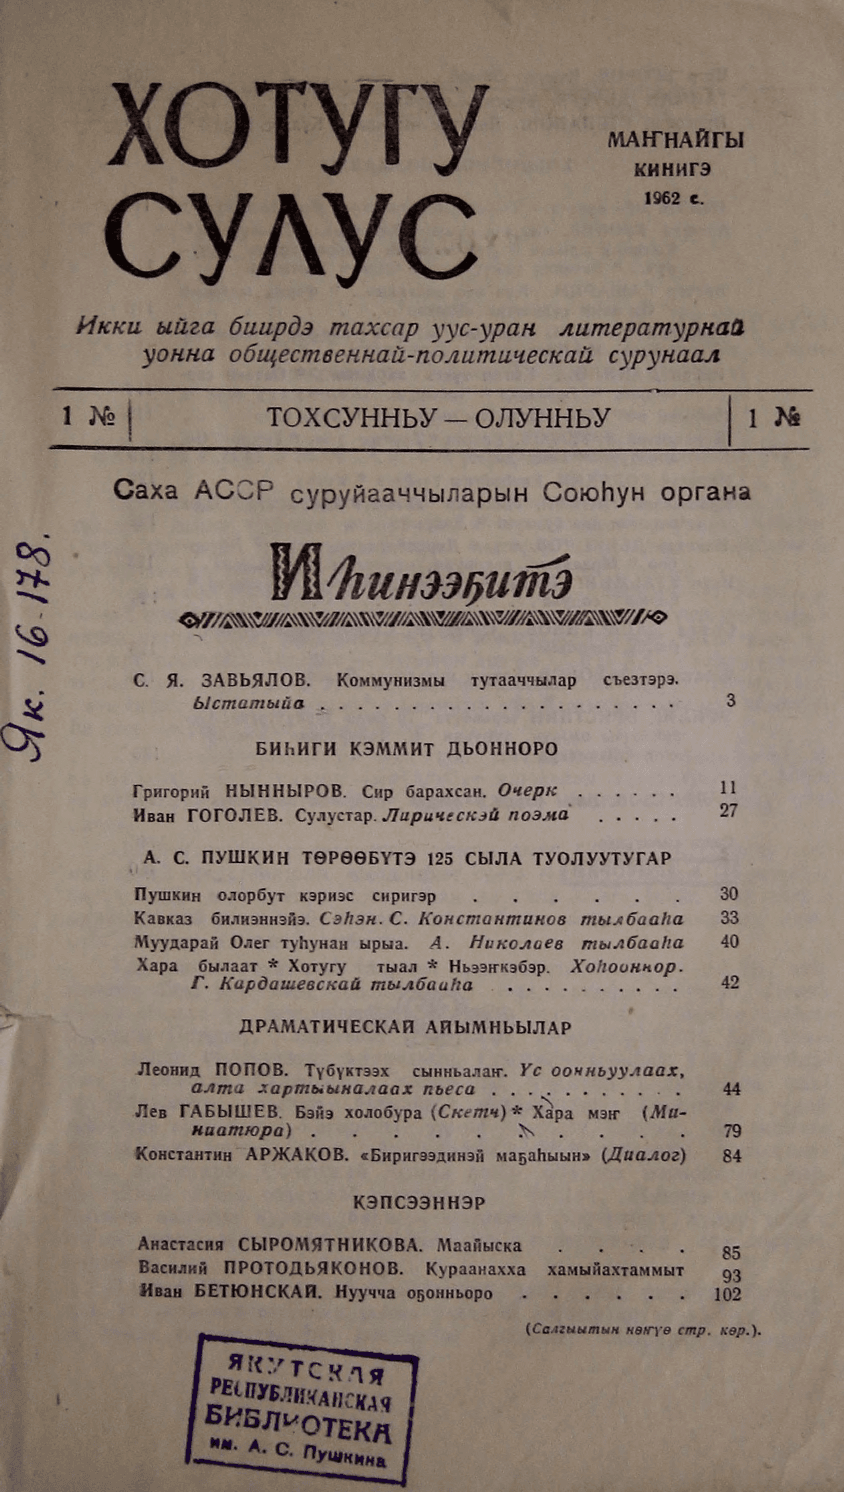 ХОТУГУ
СУЛУС
МАҤНАЙГЫ
КИНИГЭ
1962 с.
Икки ыйга биирдэ тахсар уус-уран литературнай
уонна общественнай-политическай сурунаал
1 № ТОХСУННЬУ — ОЛУННЬУ 1 №
Саха АССР суруйааччыларын Союһун органа
Иһинээҕитэ
С. Я. ЗАВЬЯЛОВ. Коммунизмы тутааччылар съезтэрэ.
Ыстатыйа . . . . . . . . . . . . . . . . . . . 3
БИҺИГИ КЭММИТ ДЬОННОРО
Григорий НЫННЫРОВ. Сир барахсан. Очерк . . . . . . 11
Иван ГОГОЛЕВ. Сулустар. Лирическэй поэма . . . . . 27
А. С. ПУШКИН ТӨРӨӨБҮТЭ 125 СЫЛА ТУОЛУУТУГАР
Пушкин олорбут кэриэс сиригэр . . . . . . 30
Кавказ билиэннэйэ. Сэһэн. С. Константинов тылбааһа 33
Муударай Олег туһунан ырыа. А. Николаев тылбааһа 40
Хара былаат * Хотугу тыал * Ньээҥкэбэр. Хоһооннор.
Г. Кардашевскай тылбааһа . . . . . . . . . . 42
ДРАМАТИЧЕСКАЙ АЙЫМНЬЫЛАР
Леонид ПОПОВ. Түбүктээх сынньалаҥ. Үс оонньуулаах,
алта хартыыналаах пьеса . . . . . . . . . . . 44
Лев ГАБЫШЕВ. Бэйэ холобура (Скетч) * Хара мэҥ (Ми-
ниатюра) . . . . . . . . . . 79
Константин АРЖАКОВ. «Биригээдинэй маҕаһыын» (Диалог) 84
КЭПСЭЭННЭР
Анастасия СЫРОМЯТНИКОВА. Маайыска . . . . 85
Василий ПРОТОДЬЯКОНОВ. Кураанахха хамыйахтаммыт 93
Иван БЕТЮНСКАЙ. Нуучча оҕонньоро . . . . . . 102
(Салгыытын нөҥүө стр. көр.).
Як. 16-178.
ЯКУТСКАЯ
РЕСПУБЛИКАНСКАЯ
БИБЛИОТЕКА
им. А. С. Пушкина